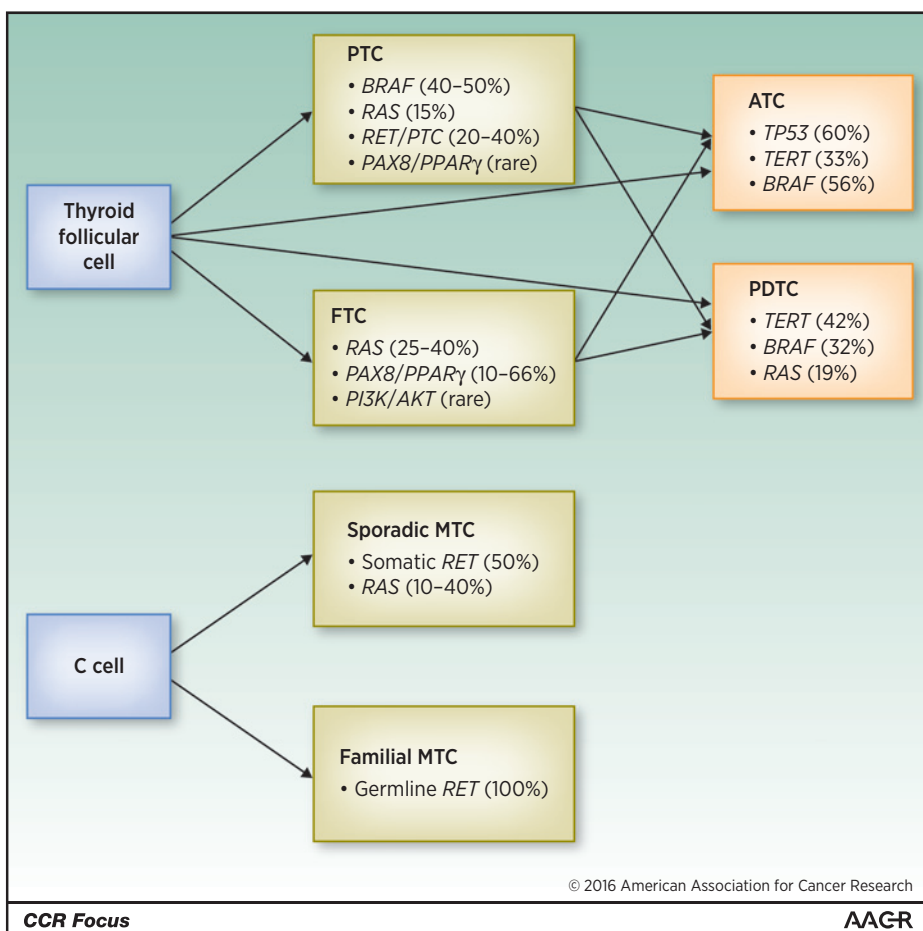 PTC
• BRAF (40–50%)
• RAS (15%)
• RET/PTC (20–40%)
• PAX8/PPARγ (rare)
ATC
• TP53 (60%)
• TERT (33%)
• BRAF (56%)
Thyroid
follicular
cell
FTC
• RAS (25–40%)
• PAX8/PPARγ (10–66%)
• PI3K/AKT (rare)
PDTC
• TERT (42%)
• BRAF (32%)
• RAS (19%)
Sporadic MTC
• Somatic RET (50%)
• RAS (10–40%)
C cell
Familial MTC
• Germline RET (100%)
© 2016 American Association for Cancer Research
CCR Focus
AACR